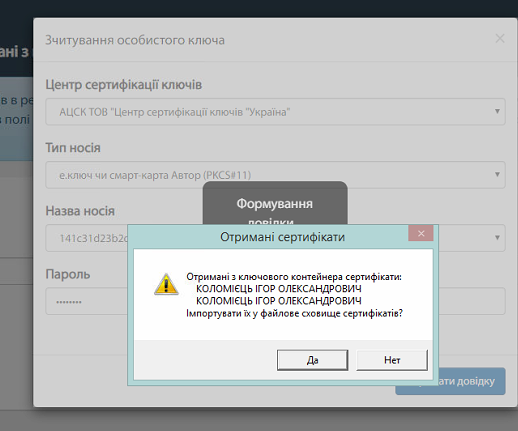 Зчитування особистого ключа
×
ані з
в в ре
в полі
Центр сертифікації ключів
АЦСК ТОВ "Центр сертифікації ключів "Україна"
Тип носія
е.ключ чи смарт-карта Автор (PKCS#11)
Формування
довідки
Назва носія
141c31d23b2c
Отримані сертифікати
Пароль
Отримані з ключового контейнера сертифікати:
КОЛОМІЄЦЬ ІГОР ОЛЕКСАНДРОВИЧ
КОЛОМІЄЦЬ ІГОР ОЛЕКСАНДРОВИЧ
Імпортувати їх у файлове сховище сертифікатів?
Да
Нет
довідку